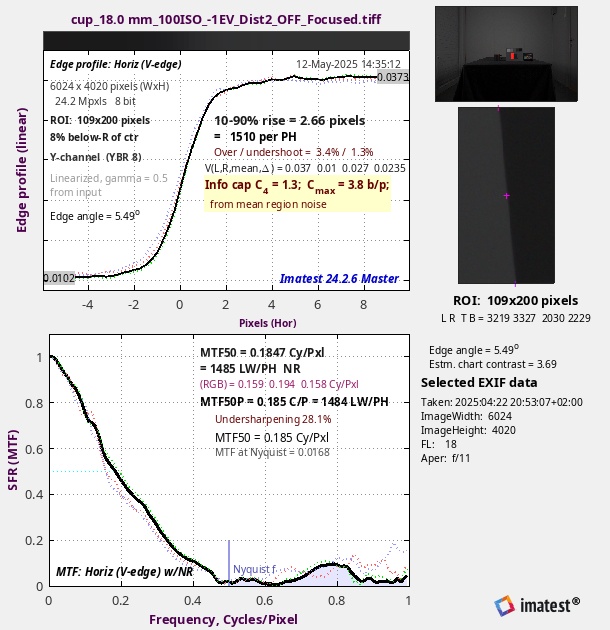 cup_18.0 mm_100ISO_-1EV_Dist2_OFF_Focused.tiff
Edge profile: Horiz (V-edge)
12-May-2025 14:35:12
0.0373
6024 x 4020 pixels (WxH)
24.2 Mpxls 8 bit
ROI: 109x200 pixels
8% below-R of ctr
Y-channel (YBR 8)
Linearized, gamma = 0.5
from input
Edge angle = 5.49o
10-90% rise = 2.66 pixels
= 1510 per PH
Over / undershoot = 3.4% / 1.3%
V(L,R,mean,Δ) = 0.037 0.01 0.027 0.0235
Info cap C4 = 1.3; Cmax = 3.8 b/p;
from mean region noise
0.0102
Imatest 24.2.6 Master
Edge profile (linear)
-4 -2 0 2 4 6 8
Pixels (Hor)
ROI: 109x200 pixels
L R T B = 3219 3327 2030 2229
Edge angle = 5.49o
Estm. chart contrast = 3.69
Selected EXIF data
Taken: 2025:04:22 20:53:07+02:00
ImageWidth: 6024
ImageHeight: 4020
FL: 18
Aper: f/11
MTF50 = 0.1847 Cy/Pxl
= 1485 LW/PH NR
(RGB) = 0.159 0.194 0.158 Cy/Pxl
MTF50P = 0.185 C/P = 1484 LW/PH
Undersharpening 28.1%
MTF50 = 0.185 Cy/Pxl
MTF at Nyquist = 0.0168
1
0.8
0.6
0.4
0.2
0
SFR (MTF)
MTF: Horiz (V-edge) w/NR
Nyquist f
0 0.2 0.4 0.6 0.8 1
Frequency, Cycles/Pixel
imatest®